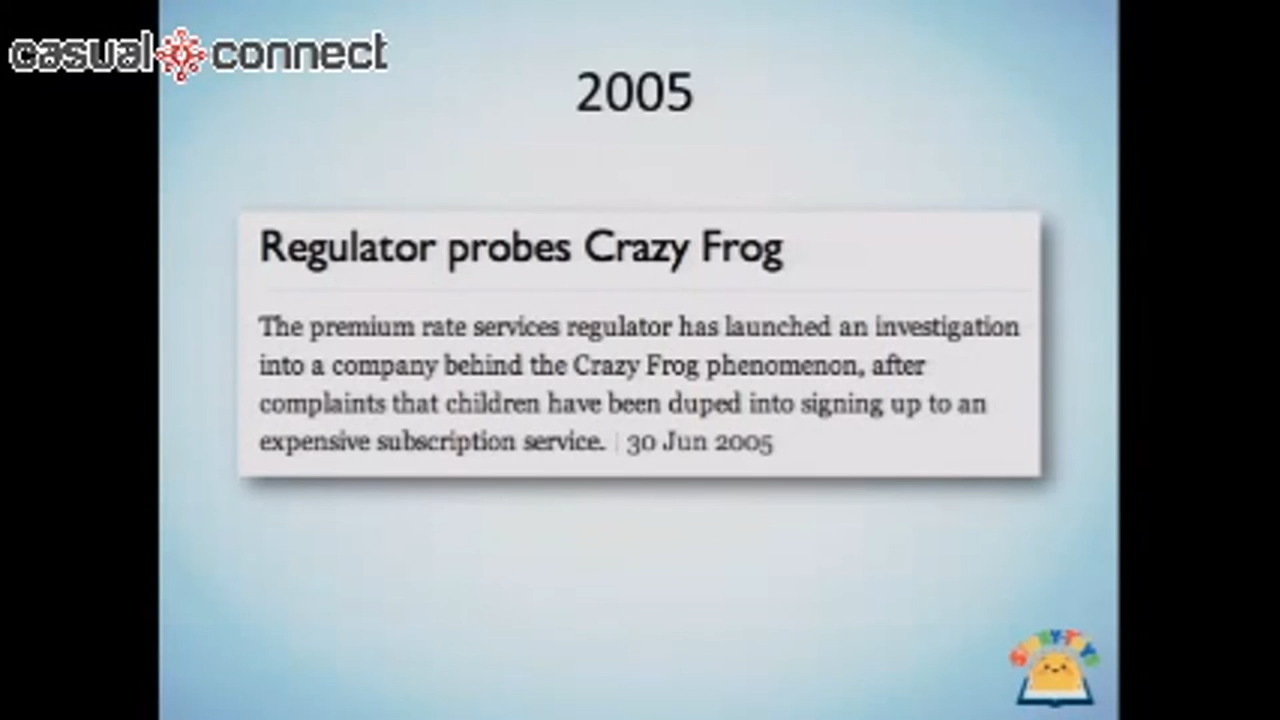 casual connect
2005
Regulator probes Crazy Frog
The premium rate services regulator has launched an investigation
into a company behind the Crazy Frog phenomenon, after
complaints that children have been duped into signing up to an
expensive subscription service. | 30 Jun 2005